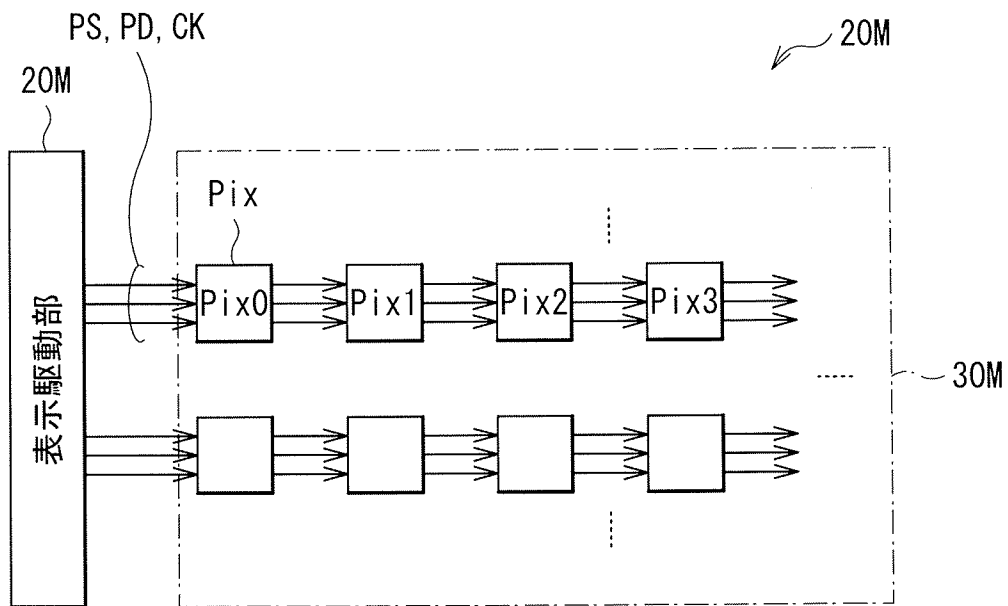 PS, PD, CK
20M
20M
表示駆動部
Pix
Pix0
Pix1
Pix2
Pix3
30M